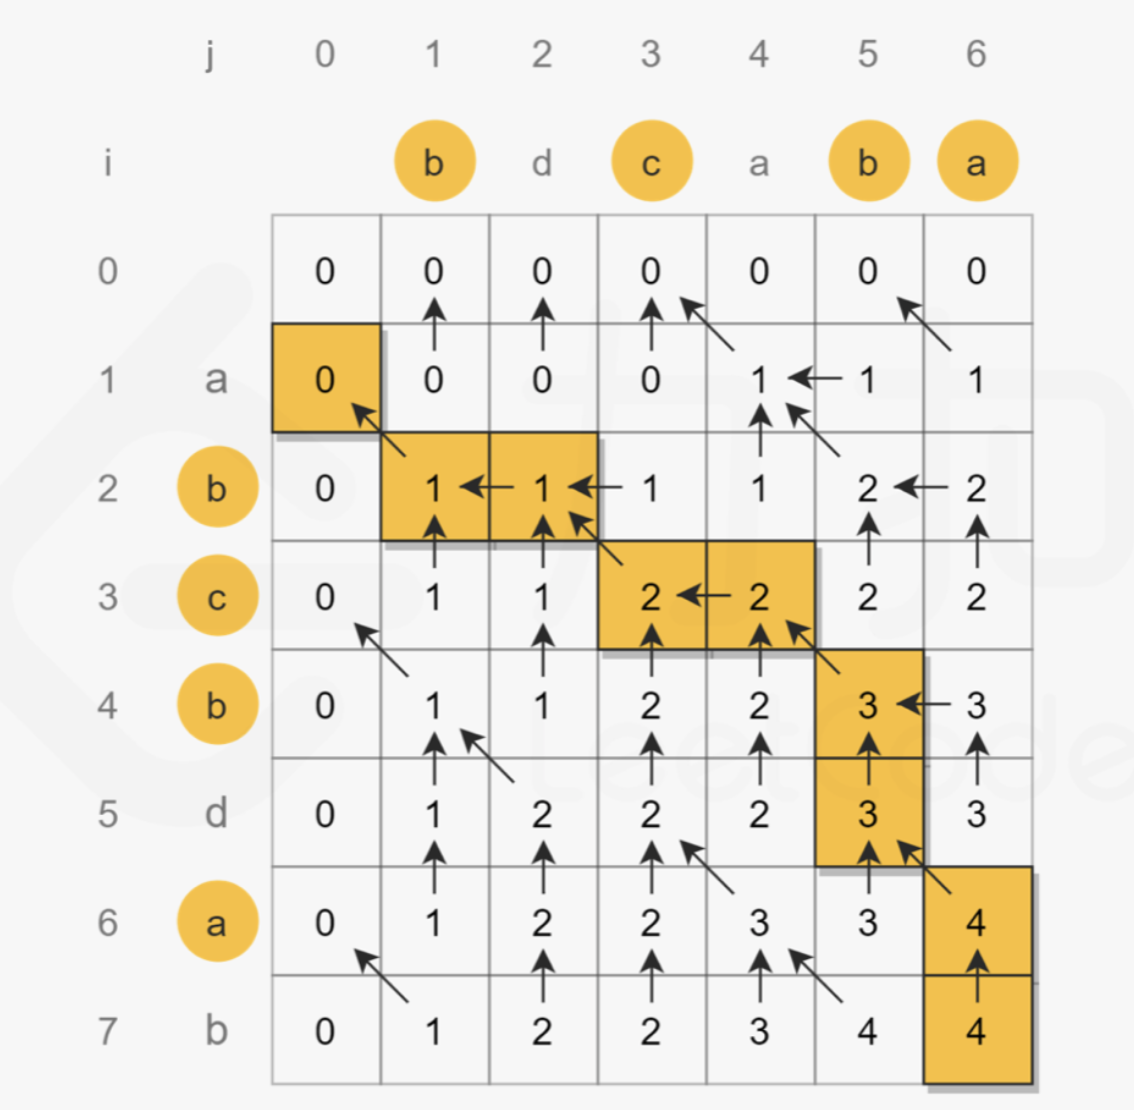 j 0 1 2 3 4 5 6
i b d c a b a
0 0 0 0 0 0 0 0
1 a 0 0 0 0 1 1 1
2 b 0 1 1 1 1 2 2
3 c 0 1 1 2 2 2 2
4 b 0 1 1 2 2 3 3
5 d 0 1 2 2 2 3 3
6 a 0 1 2 2 3 3 4
7 b 0 1 2 2 3 4 4
力扣
LeetCode